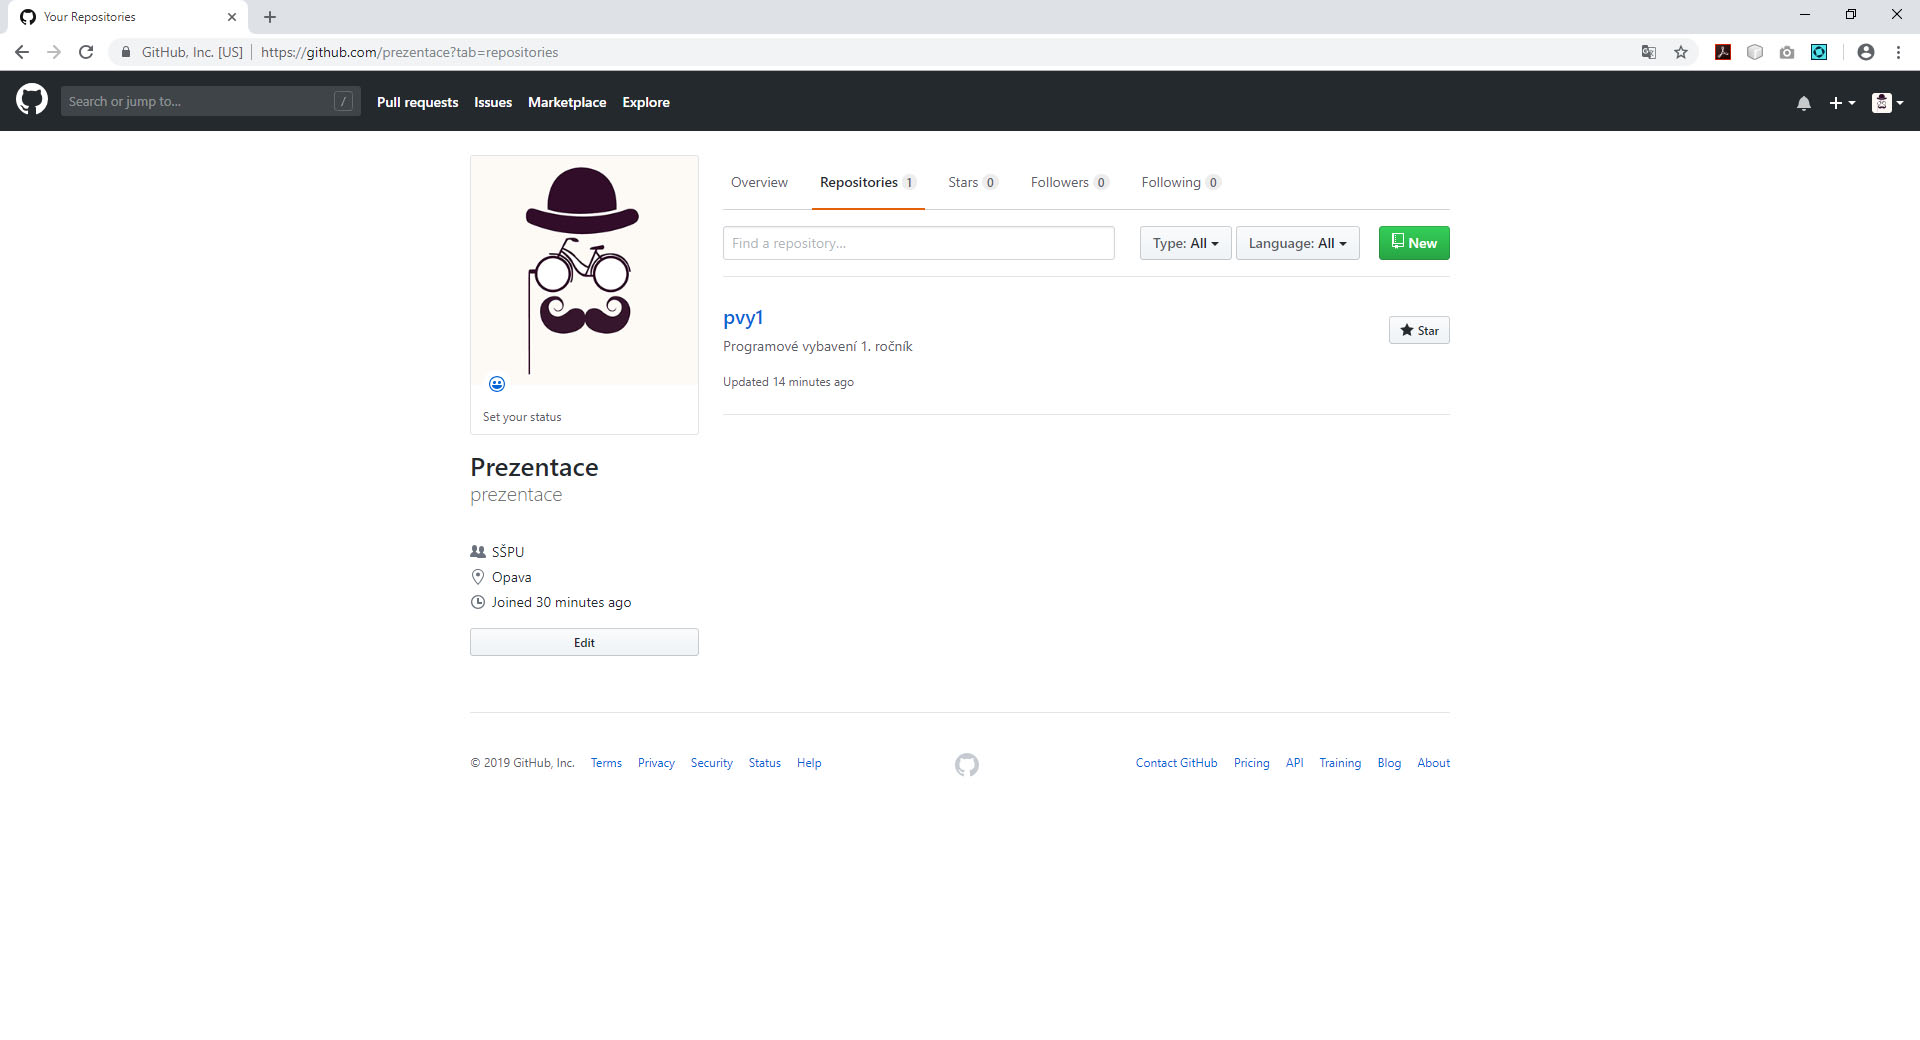 Your Repositories
GitHub, Inc. [US] https://github.com/prezentace?tab=repositories
Search or jump to... / Pull requests Issues Marketplace Explore
Overview Repositories 1 Stars 0 Followers 0 Following 0
Find a repository... Type: All Language: All New
pvy1
Star
Programové vybavení 1. ročník
Updated 14 minutes ago
Set your status
Prezentace
prezentace
SŠPU
Opava
Joined 30 minutes ago
Edit
© 2019 GitHub, Inc. Terms Privacy Security Status Help Contact GitHub Pricing API Training Blog About